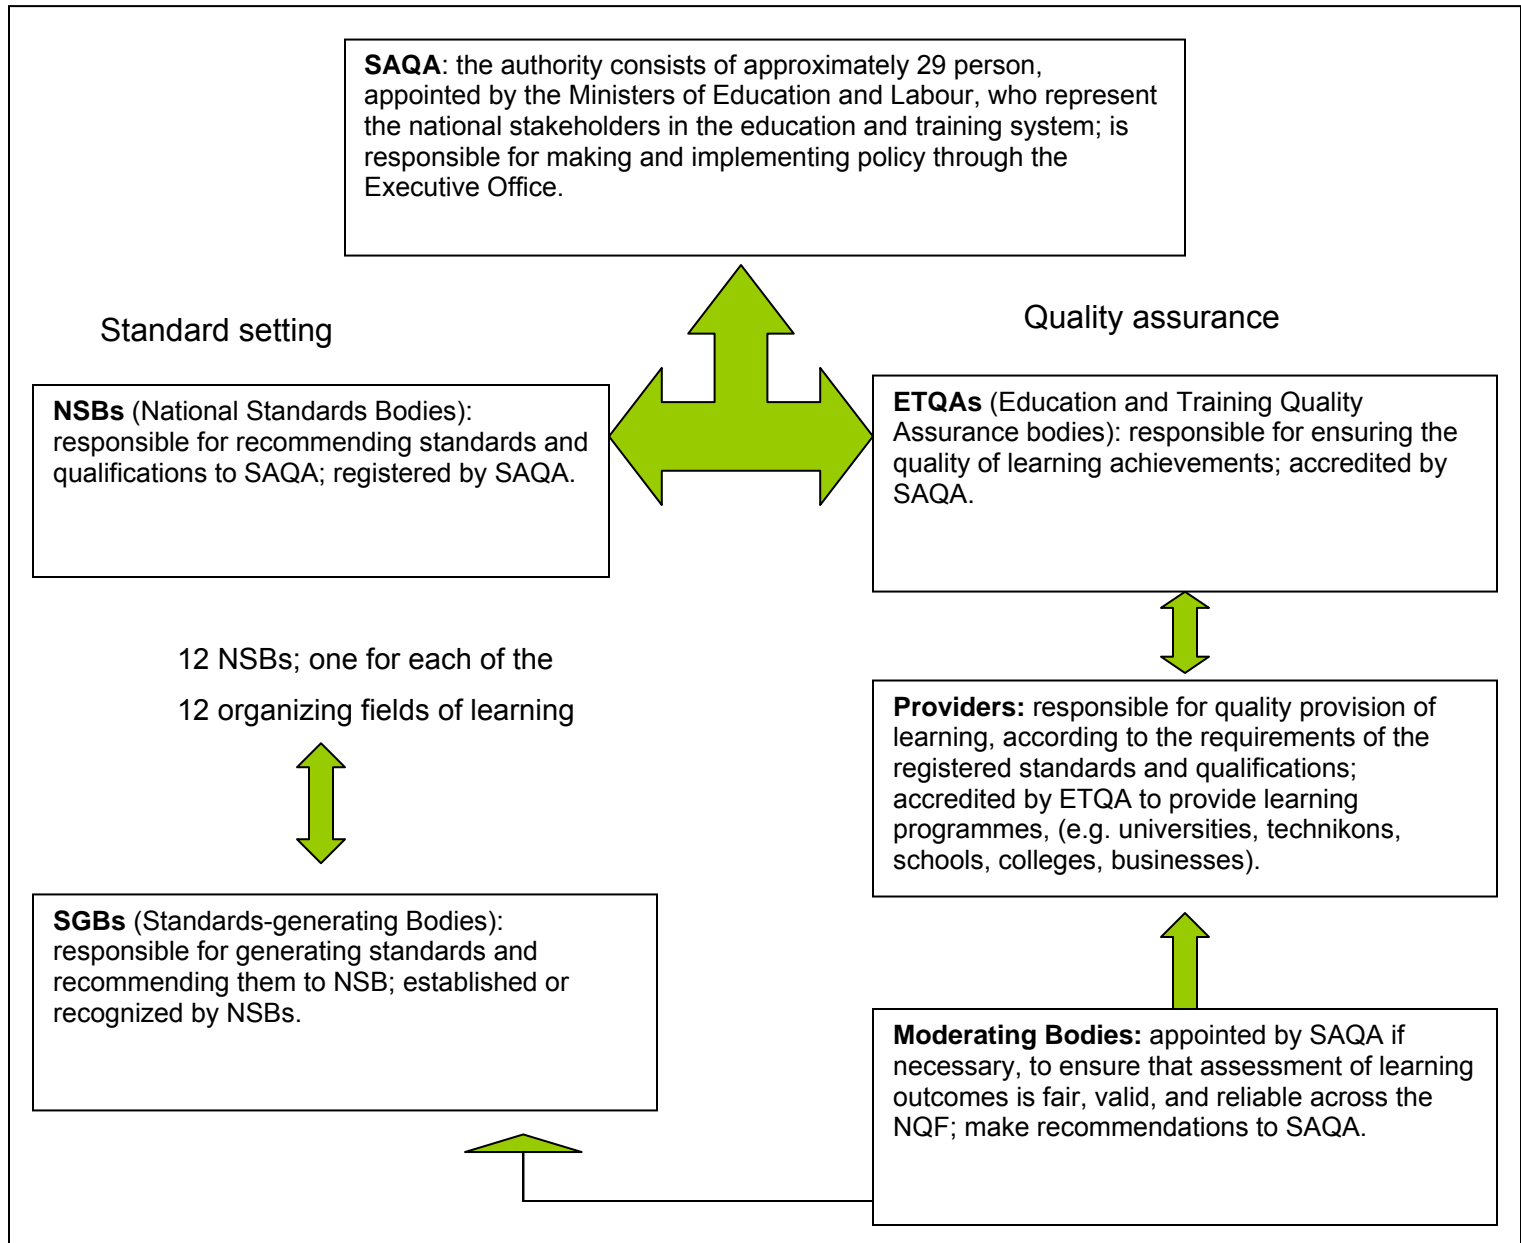 SAQA: the authority consists of approximately 29 person,
appointed by the Ministers of Education and Labour, who represent
the national stakeholders in the education and training system; is
responsible for making and implementing policy through the
Executive Office.
Standard setting
Quality assurance
NSBs (National Standards Bodies):
responsible for recommending standards and
qualifications to SAQA; registered by SAQA.
ETQAs (Education and Training Quality
Assurance bodies): responsible for ensuring the
quality of learning achievements; accredited by
SAQA.
12 NSBs; one for each of the
12 organizing fields of learning
Providers: responsible for quality provision of
learning, according to the requirements of the
registered standards and qualifications;
accredited by ETQA to provide learning
programmes, (e.g. universities, technikons,
schools, colleges, businesses).
SGBs (Standards-generating Bodies):
responsible for generating standards and
recommending them to NSB; established or
recognized by NSBs.
Moderating Bodies: appointed by SAQA if
necessary, to ensure that assessment of learning
outcomes is fair, valid, and reliable across the
NQF; make recommendations to SAQA.